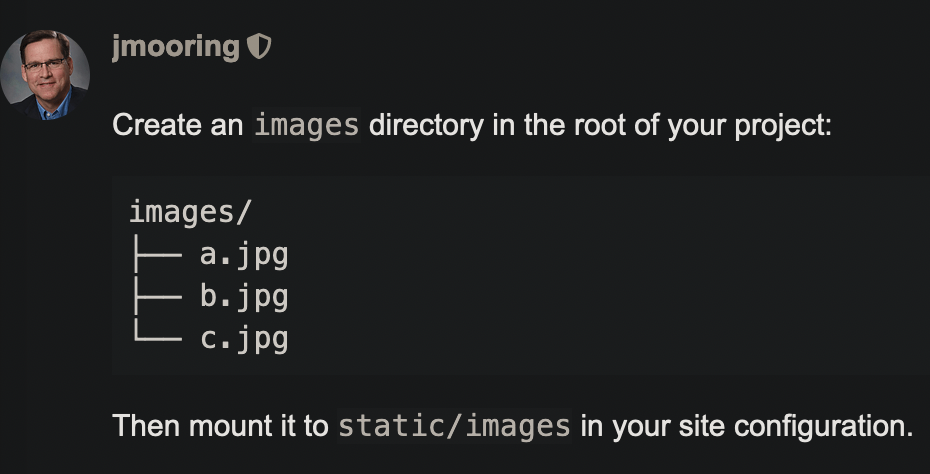 jmooring
Create an images directory in the root of your project:
images/
├── a.jpg
├── b.jpg
└── c.jpg
Then mount it to static/images in your site configuration.